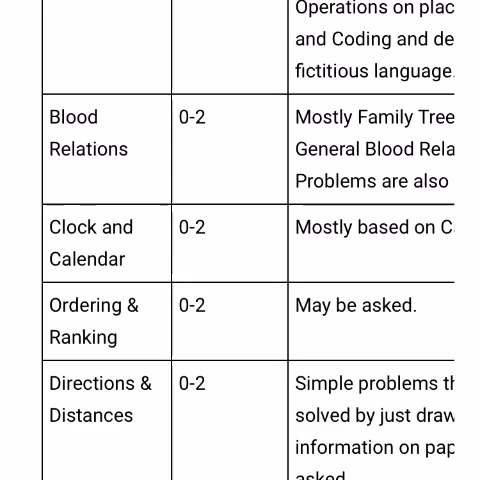 Operations on plac
and Coding and de
fictitious language.
Blood
Relations
0-2
Mostly Family Tree
General Blood Rela
Problems are also
Clock and
Calendar
0-2
Mostly based on C
Ordering &
Ranking
0-2
May be asked.
Directions &
Distances
0-2
Simple problems th
solved by just draw
information on pap
asked